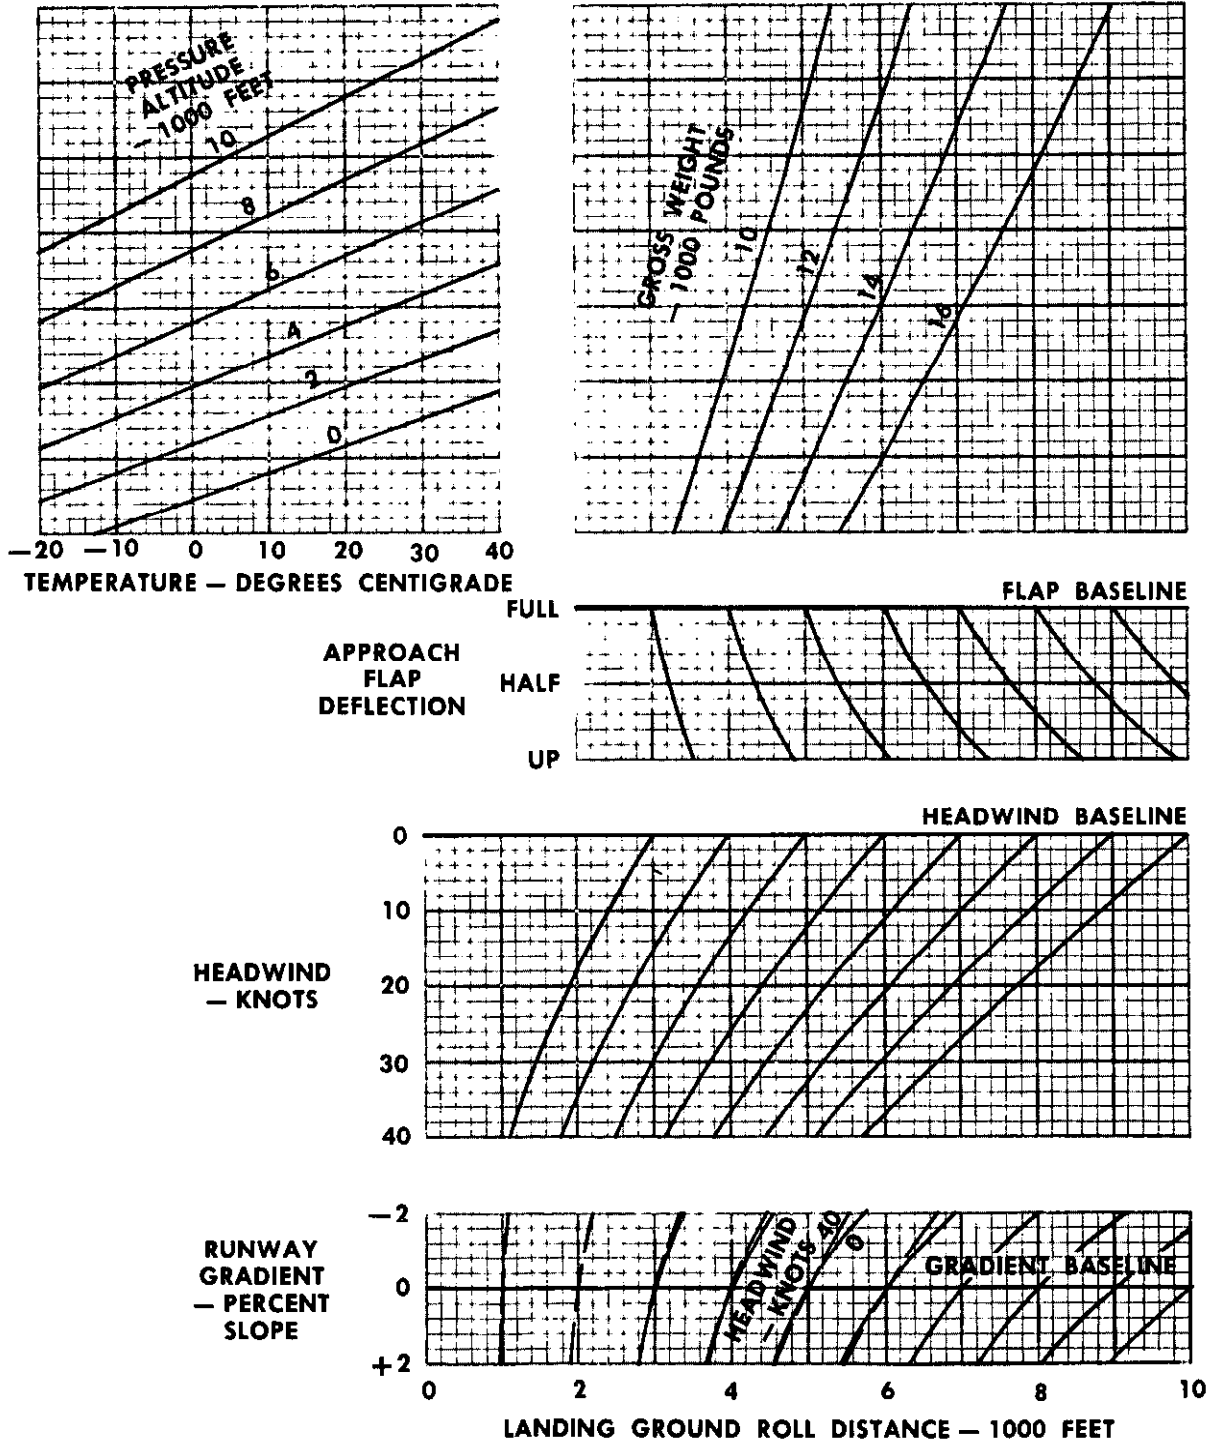 PRESSURE
ALTITUDE
— 1000 FEET
10
8
6
4
2
0
—20 —10 0 10 20 30 40
TEMPERATURE — DEGREES CENTIGRADE
GROSS WEIGHT
— 1000 POUNDS
10
12
14
16
FLAP BASELINE
FULL
APPROACH
FLAP
DEFLECTION
HALF
UP
HEADWIND BASELINE
0
10
20
30
40
HEADWIND
— KNOTS
—2
0
+2
RUNWAY
GRADIENT
— PERCENT
SLOPE
HEADWIND
— KNOTS 40
0
GRADIENT BASELINE
0 2 4 6 8 10
LANDING GROUND ROLL DISTANCE — 1000 FEET